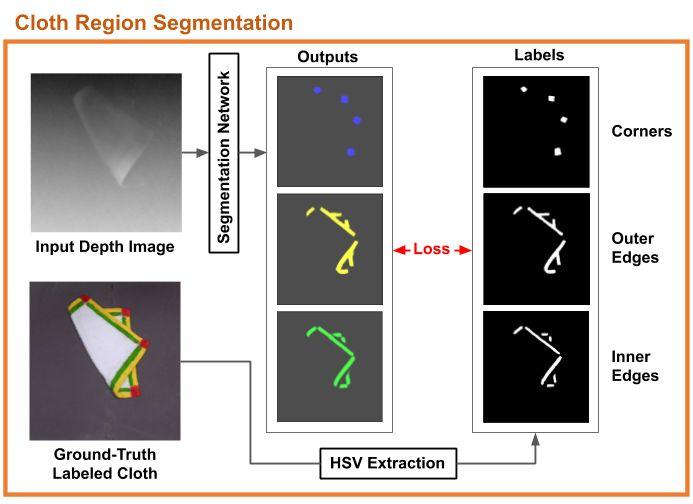 Cloth Region Segmentation
Outputs
Labels
Segmentation Network
Corners
Input Depth Image
Outer
Edges
Loss
Inner
Edges
Ground-Truth
Labeled Cloth
HSV Extraction